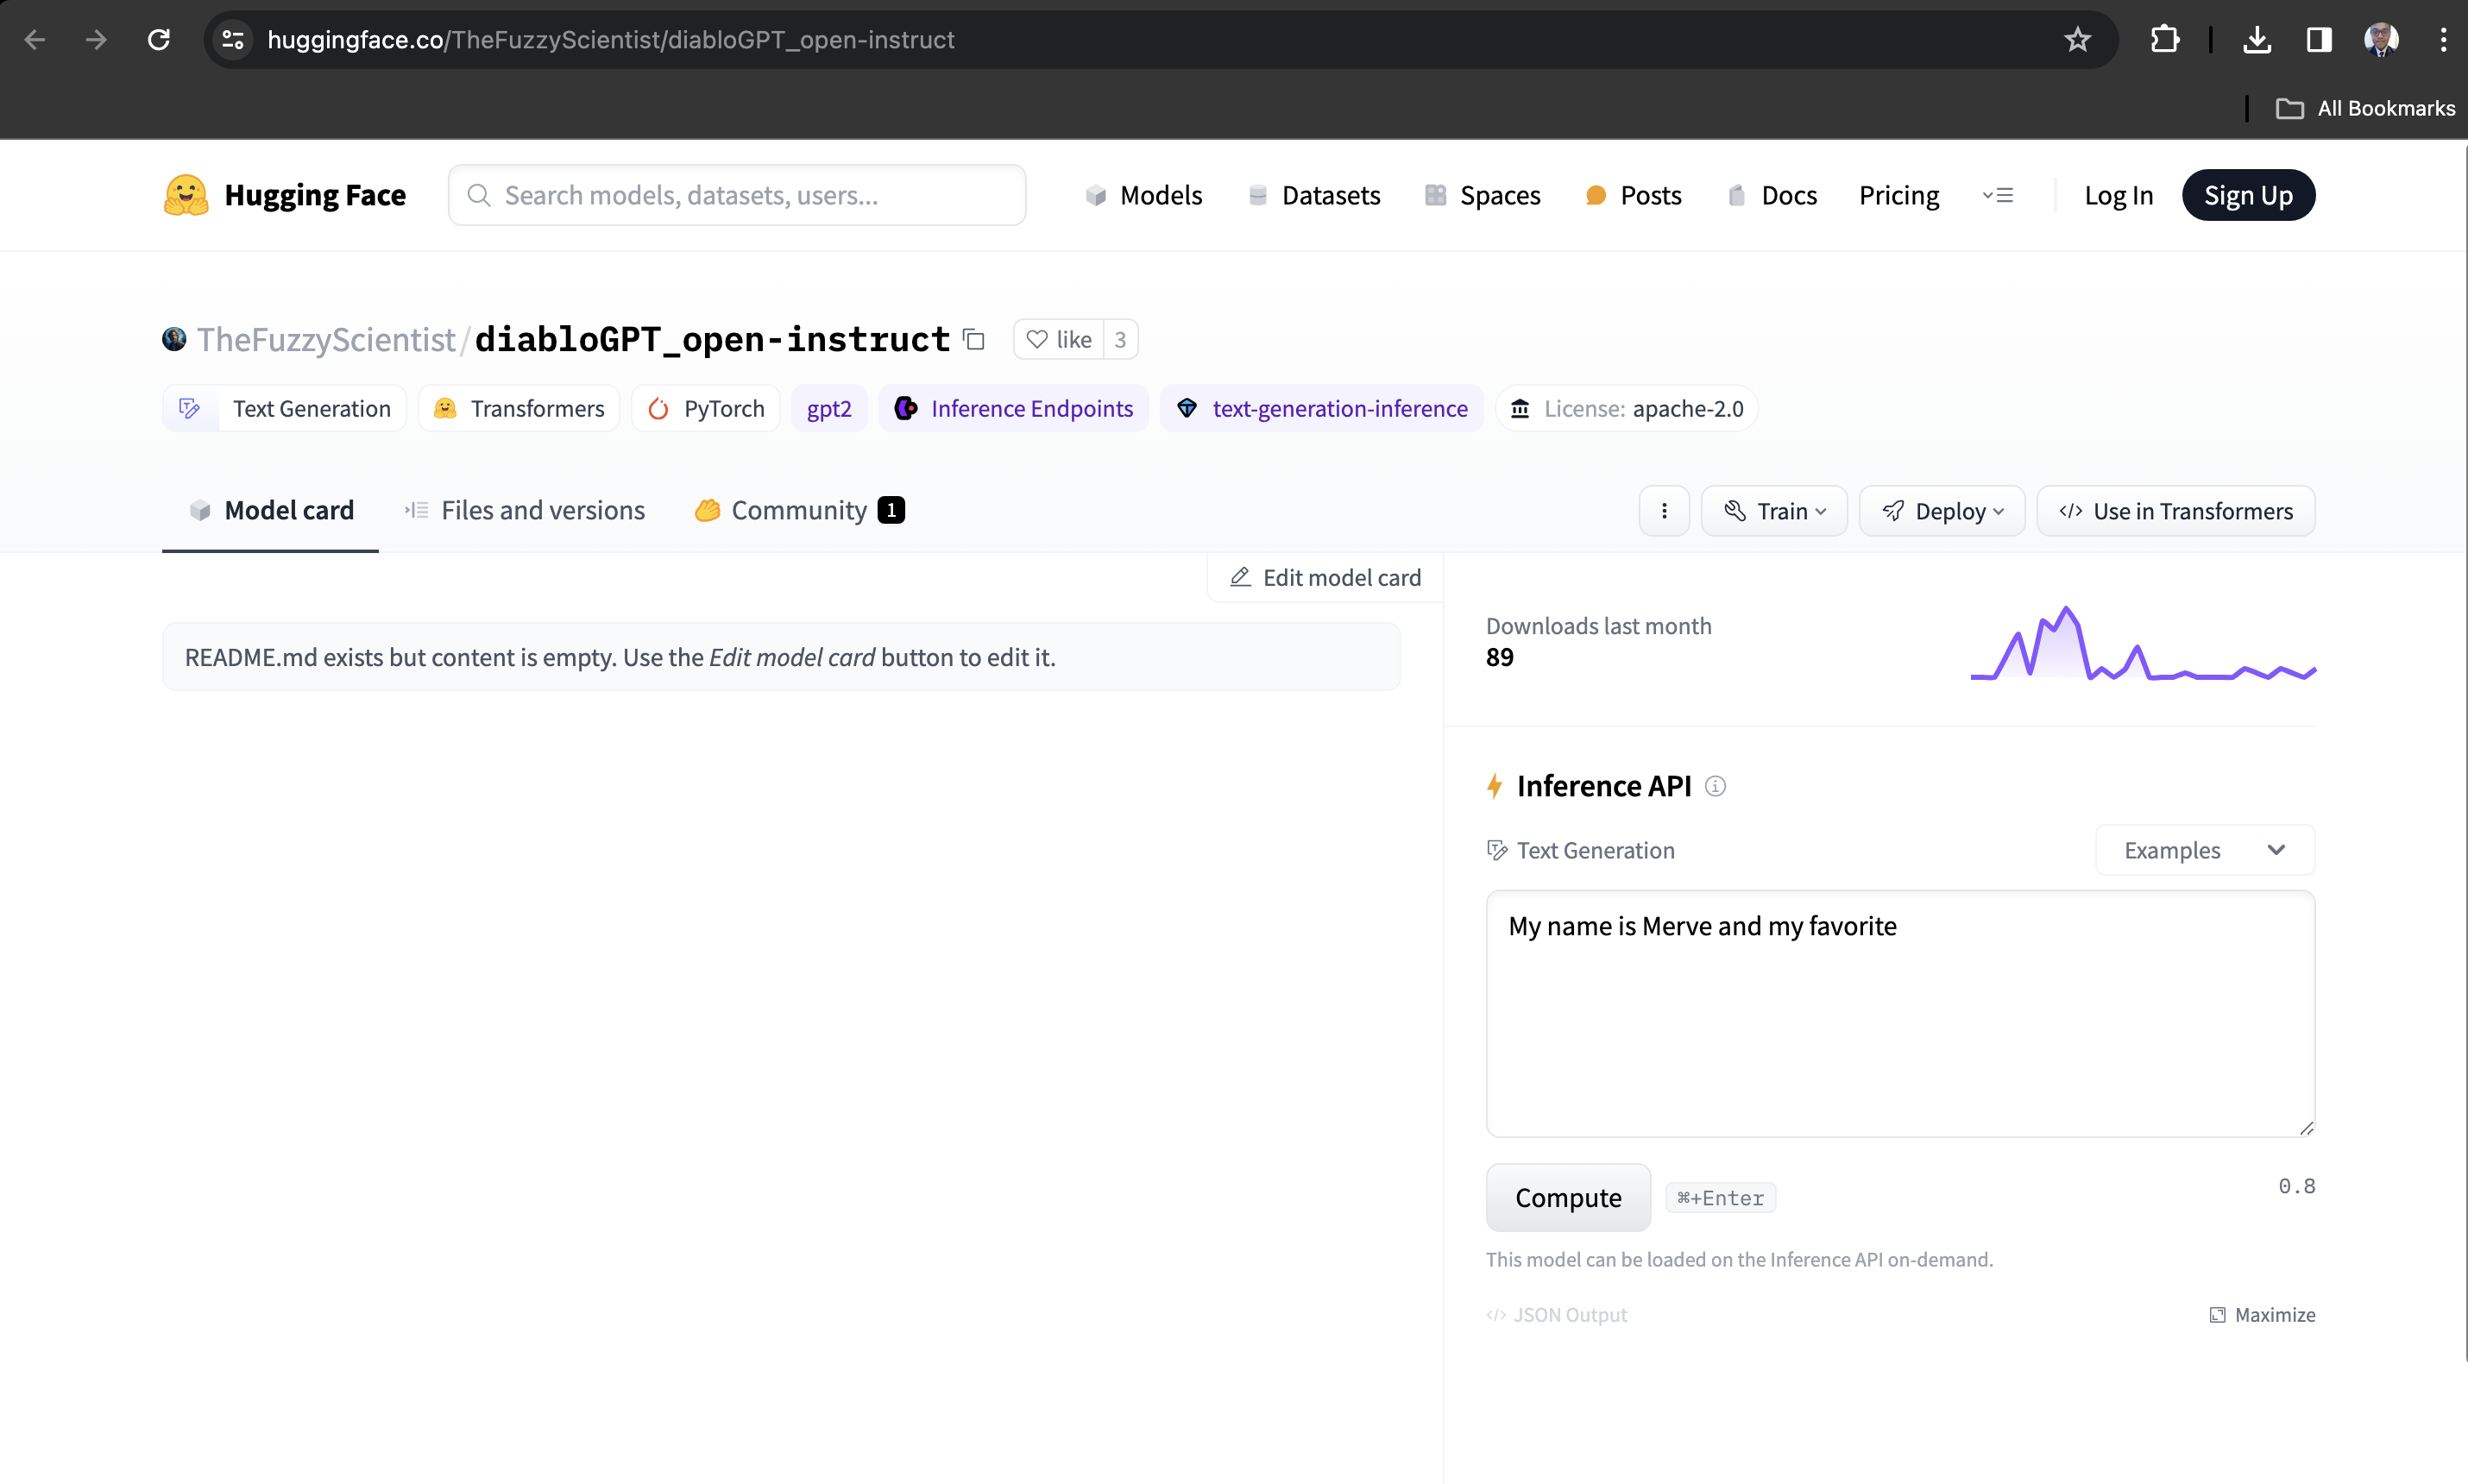 huggingface.co/TheFuzzyScientist/diabloGPT_open-instruct
All Bookmarks
Hugging Face
Search models, datasets, users...
Models
Datasets
Spaces
Posts
Docs
Pricing
Log In
Sign Up
TheFuzzyScientist/diabloGPT_open-instruct
like 3
Text Generation
Transformers
PyTorch
gpt2
Inference Endpoints
text-generation-inference
License: apache-2.0
Model card
Files and versions
Community 1
Train
Deploy
</> Use in Transformers
Edit model card
README.md exists but content is empty. Use the Edit model card button to edit it.
Downloads last month
89
Inference API
Text Generation
Examples
My name is Merve and my favorite
Compute
⌘+Enter
0.8
This model can be loaded on the Inference API on-demand.
</> JSON Output
Maximize